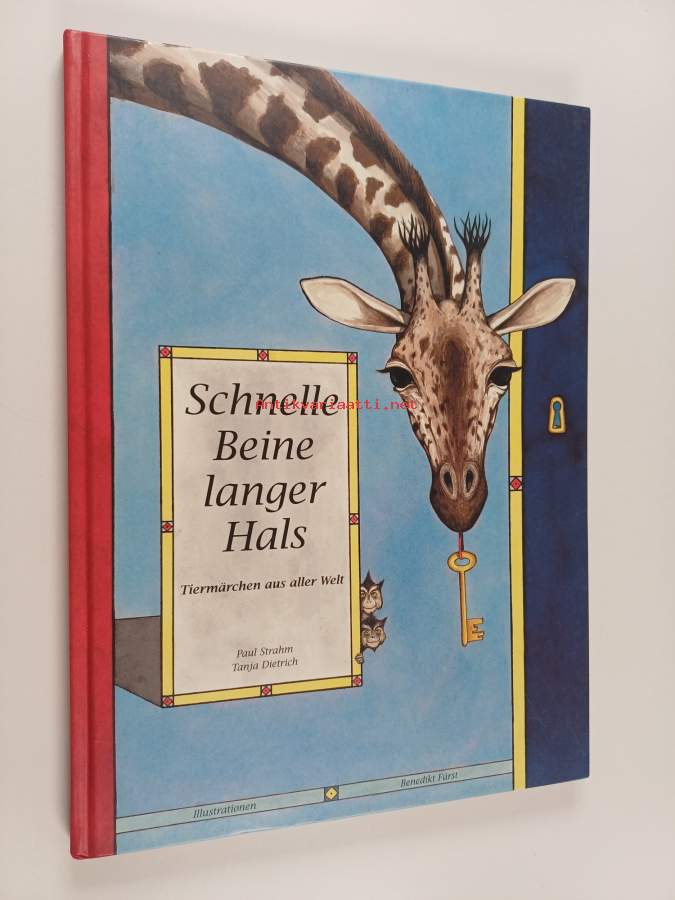 Schnelle
Antikvariaatti.net
Beine
langer
Hals
Tiermärchen aus aller Welt
Paul Strahm
Tanja Dietrich
Illustrationen
Benedikt Fürst